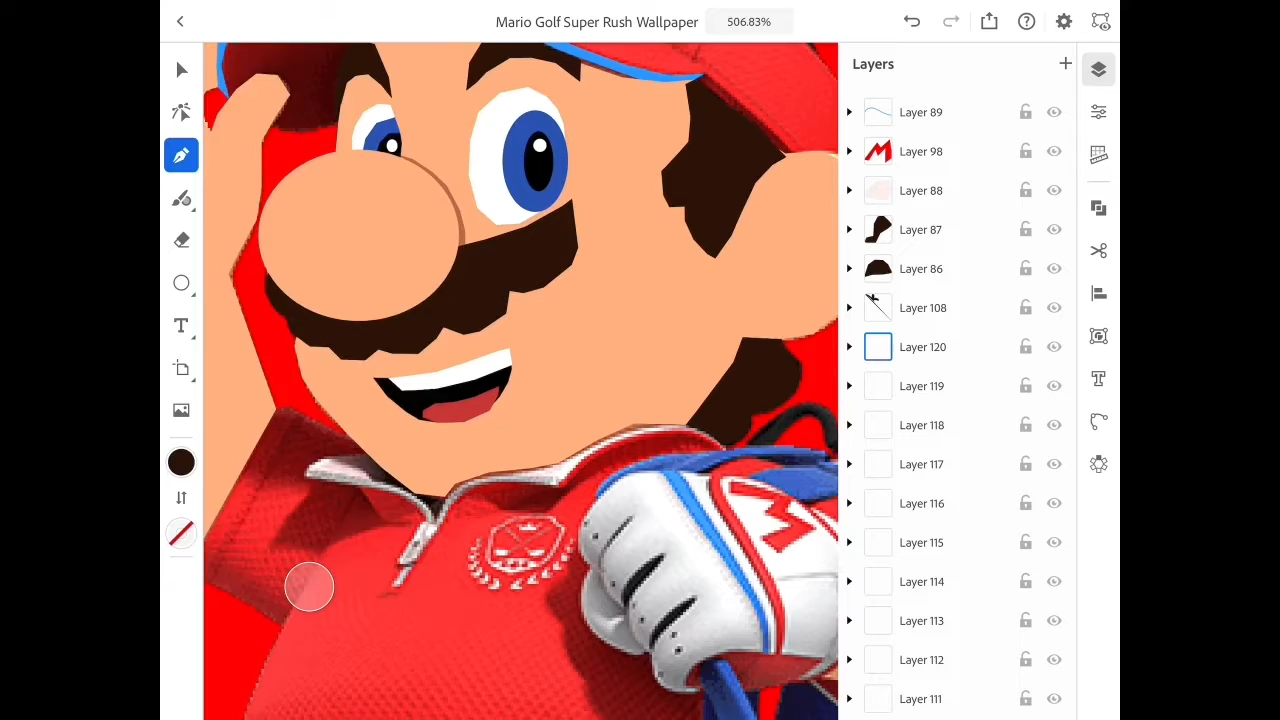 Mario Golf Super Rush Wallpaper
506.83%
Layers
Layer 89
Layer 98
Layer 88
Layer 87
Layer 86
Layer 108
Layer 120
Layer 119
Layer 118
Layer 117
Layer 116
Layer 115
Layer 114
Layer 113
Layer 112
Layer 111
M